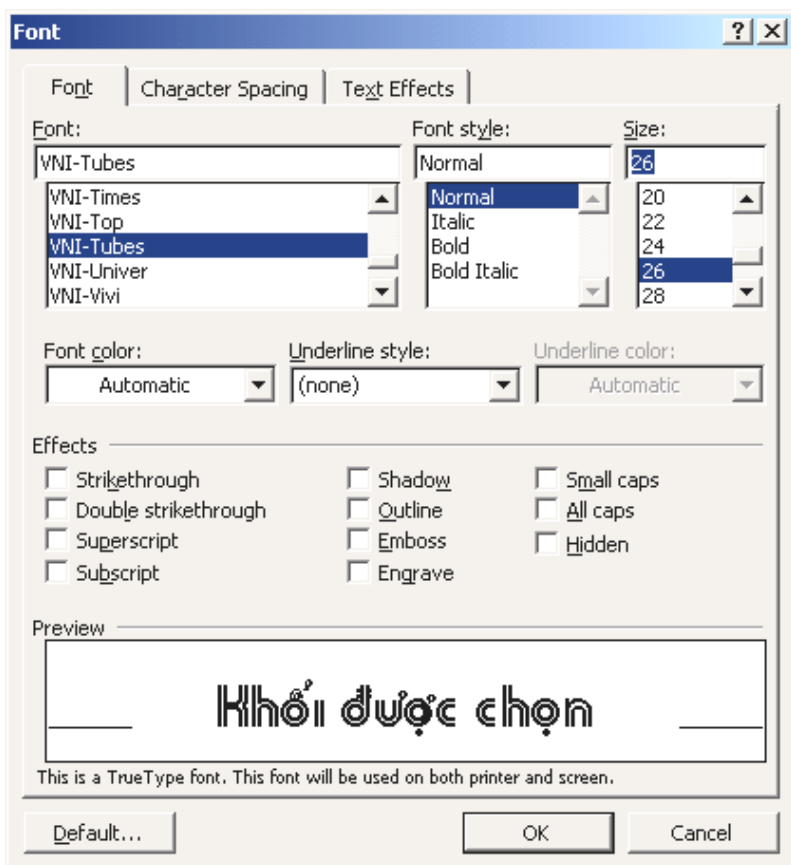 Font
Font Character Spacing Text Effects
Font: Font style: Size:
VNI-Tubes Normal 26
VNI-Times Normal 20
VNI-Top Italic 22
VNI-Tubes Bold 24
VNI-Univer Bold Italic 26
VNI-Vivi 28
Font color: Underline style: Underline color:
Automatic (none) Automatic
Effects
Strikethrough Shadow Small caps
Double strikethrough Outline All caps
Superscript Emboss Hidden
Subscript Engrave
Preview
Khối được chọn
This is a TrueType font. This font will be used on both printer and screen.
Default... OK Cancel